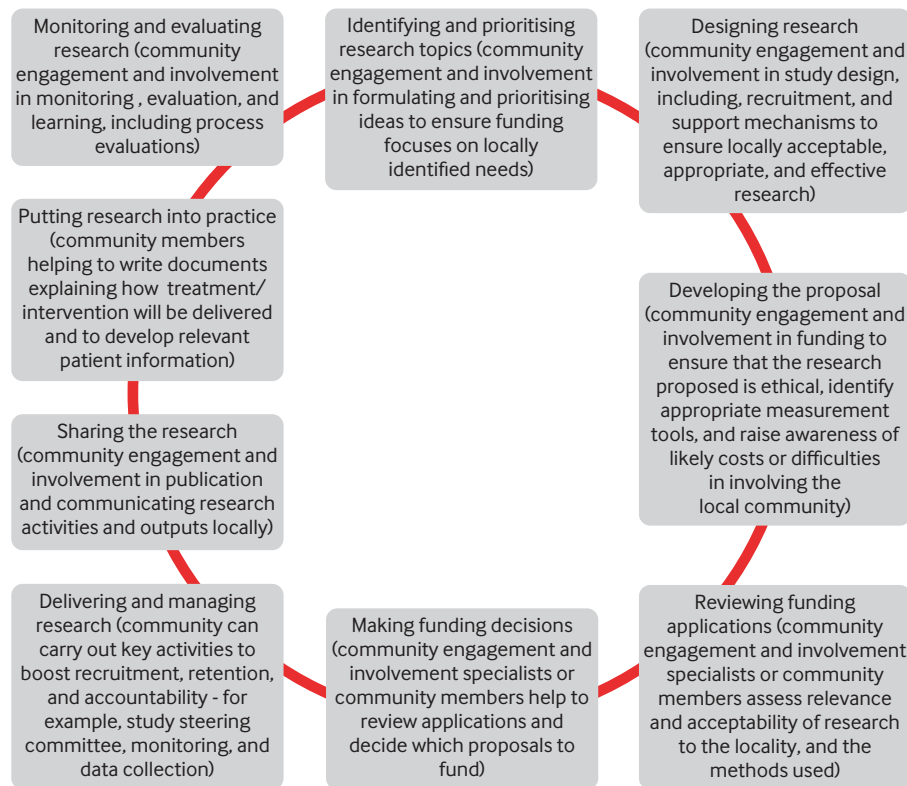 Monitoring and evaluating
research (community
engagement and involvement
in monitoring , evaluation, and
learning, including process
evaluations)
Identifying and prioritising
research topics (community
engagement and involvement
in formulating and prioritising
ideas to ensure funding
focuses on locally
identified needs)
Designing research
(community engagement and
involvement in study design,
including, recruitment, and
support mechanisms to
ensure locally acceptable,
appropriate, and effective
research)
Putting research into practice
(community members
helping to write documents
explaining how treatment/
intervention will be delivered
and to develop relevant
patient information)
Developing the proposal
(community engagement and
involvement in funding to
ensure that the research
proposed is ethical, identify
appropriate measurement
tools, and raise awareness of
likely costs or difficulties
in involving the
local community)
Sharing the research
(community engagement and
involvement in publication
and communicating research
activities and outputs locally)
Delivering and managing
research (community can
carry out key activities to
boost recruitment, retention,
and accountability - for
example, study steering
committee, monitoring, and
data collection)
Making funding decisions
(community engagement and
involvement specialists or
community members help to
review applications and
decide which proposals to
fund)
Reviewing funding
applications (community
engagement and involvement
specialists or community
members assess relevance
and acceptability of research
to the locality, and the
methods used)